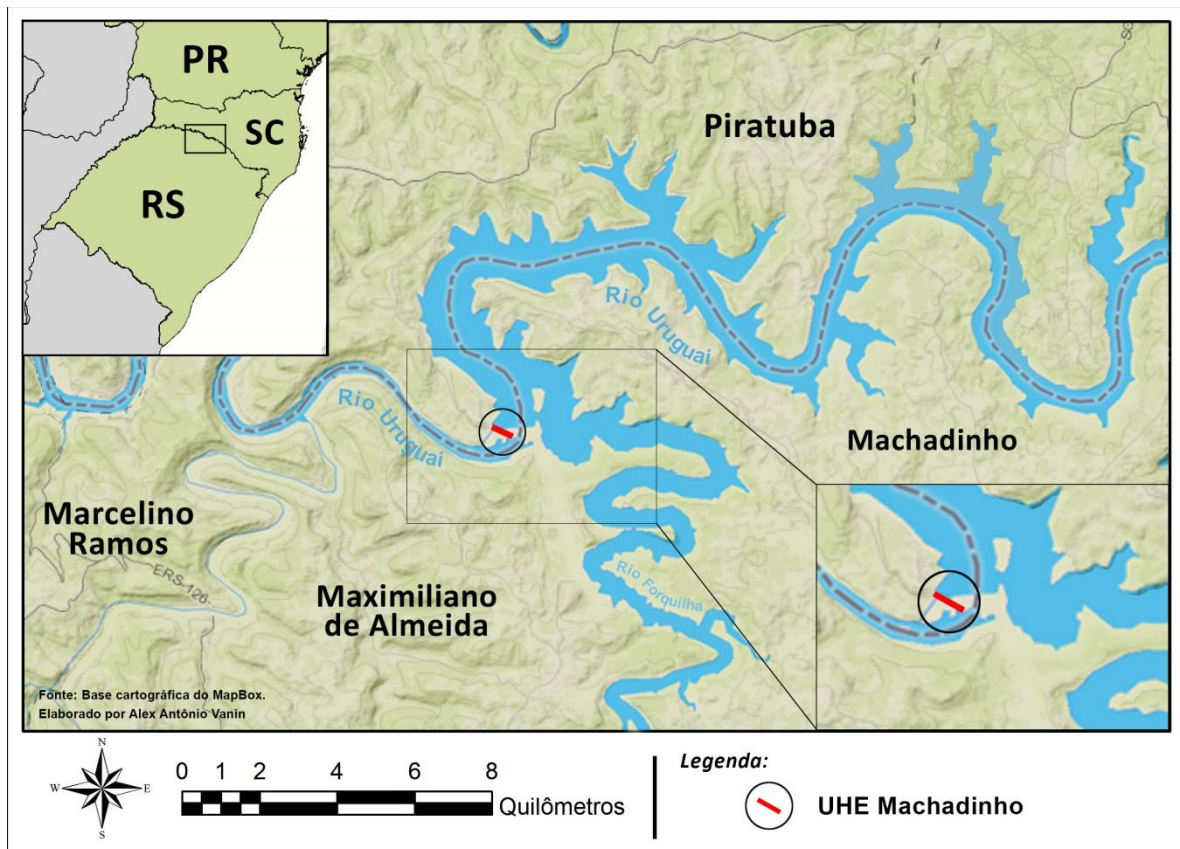 PR
SC
RS
Piratuba
Rio Uruguai
Rio Uruguai
Machadinho
Marcelino
Ramos
ERS-126
Maximiliano
de Almeida
Rio Forquilha
Fonte: Base cartográfica do MapBox.
Elaborado por Alex Antônio Vanin
N
W
E
S
0 1 2 4 6 8
Quilômetros
Legenda:
UHE Machadinho